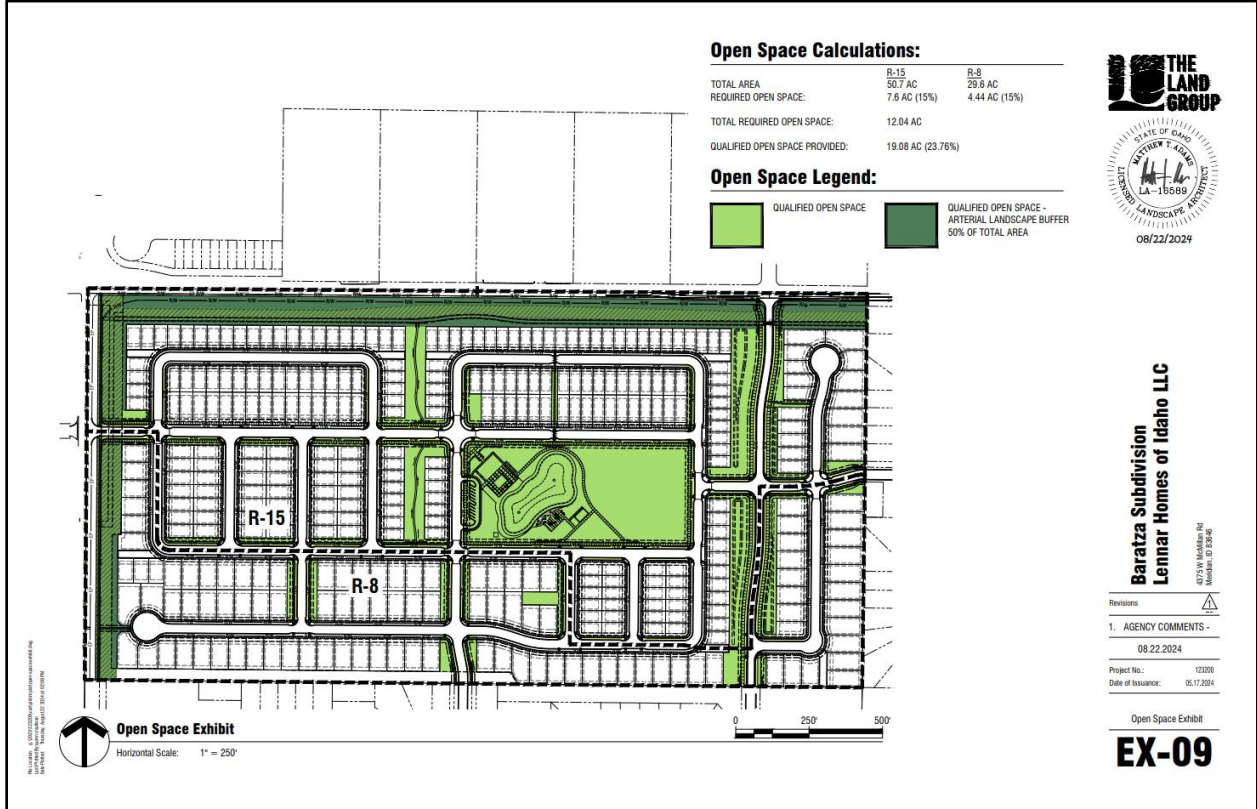 Open Space Calculations:
R-15 R-8
TOTAL AREA 50.7 AC 29.6 AC
REQUIRED OPEN SPACE: 7.6 AC (15%) 4.44 AC (15%)
TOTAL REQUIRED OPEN SPACE: 12.04 AC
QUALIFIED OPEN SPACE PROVIDED: 19.08 AC (23.76%)
Open Space Legend:
QUALIFIED OPEN SPACE
QUALIFIED OPEN SPACE -
ARTERIAL LANDSCAPE BUFFER
50% OF TOTAL AREA
THE
LAND
GROUP
STATE OF IDAHO
MATTHEW T. ADAMS
LA-16589
LICENSED LANDSCAPE ARCHITECT
08/22/2024
R-15
R-8
Baratza Subdivision
Lennar Homes of Idaho LLC
4375 W McMillan Rd
Meridian, ID 83646
Revisions
1
1. AGENCY COMMENTS -
08.22.2024
Project No.: 123200
Date of Issuance: 05.17.2024
Open Space Exhibit
EX-09
0 250' 500'
Open Space Exhibit
Horizontal Scale: 1" = 250'